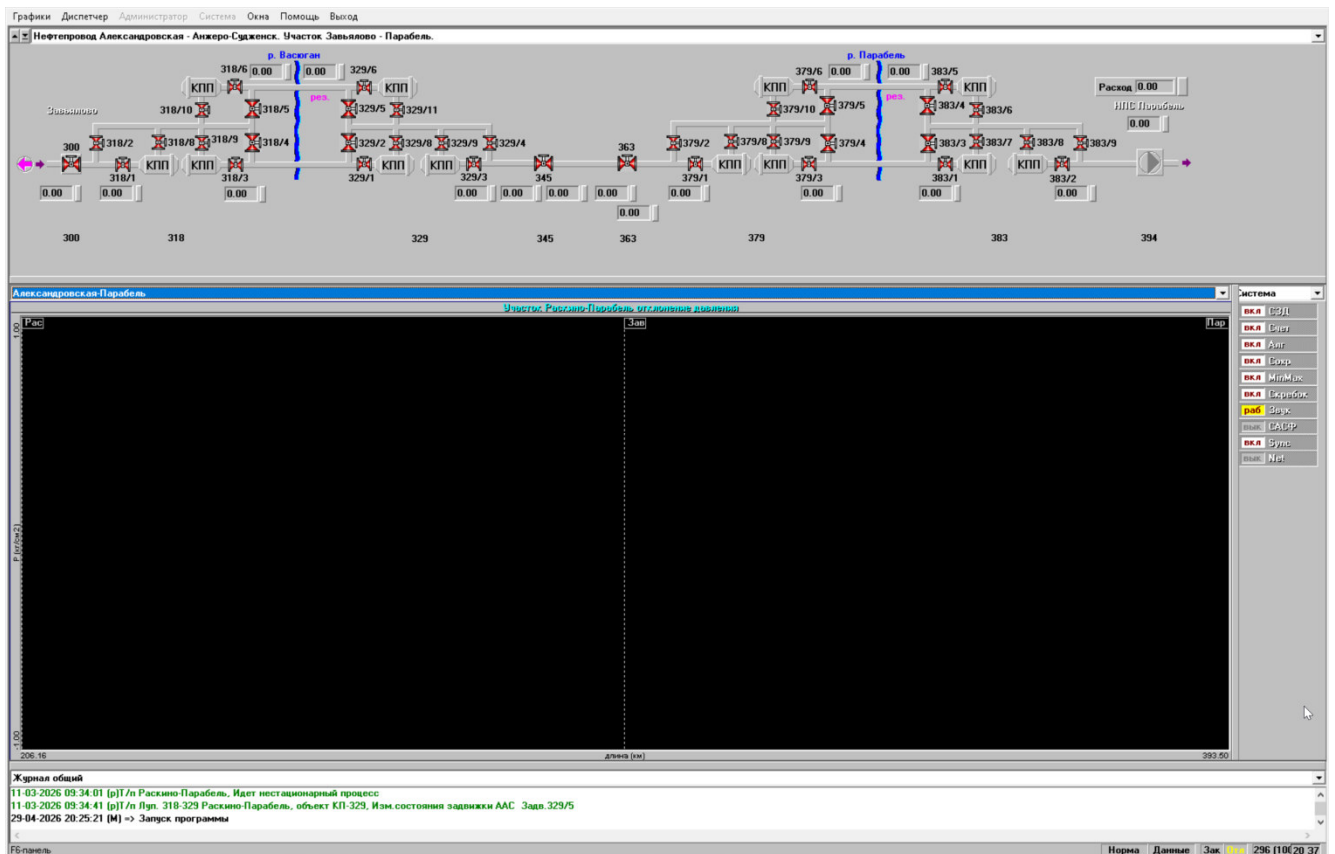 Графики Диспетчер Администратор Система Окна Помощь Выход
Нефтепровод Александровская - Анжеро-Судженск. Участок Завьялово - Парабель.
р. Васюган р. Парабель
318/6 0.00 0.00 329/6 379/6 0.00 0.00 383/5
КПП КПП КПП КПП Расход 0.00
рез. рез.
Завьялово 318/10 318/5 329/5 329/11 379/10 379/5 383/4 383/6 НПС Парабель
0.00
300 318/2 318/8 318/9 318/4 329/2 329/8 329/9 329/4 363 379/2 379/8 379/9 379/4 383/3 383/7 383/8 383/9
КПП КПП КПП КПП КПП КПП КПП КПП
318/1 318/3 329/1 329/3 345 379/1 379/3 383/1 383/2
0.00 0.00 0.00 0.00 0.00 0.00 0.00 0.00 0.00 0.00 0.00
0.00
300 318 329 345 363 379 383 394
Александровская-Парабель
Участок Раскино-Парабель отклонение давления
Рас Зав Пар
1.00
P (кг/см2)
-1.00
206.16 длина (км) 393.50
истема
вкл СЗД
вкл Счет
вкл Алг
вкл Сохр
вкл MinMax
вкл Скребок
раб Звук
вык САСФ
вкл Sync
вык Net
Журнал общий
11-03-2026 09:34:01 (р)Т/п Раскино-Парабель, Идет нестационарный процесс
11-03-2026 09:34:41 (р)Т/п Луп. 318-329 Раскино-Парабель, объект КП-329, Изм.состояния задвижки ААС Задв.329/5
29-04-2026 20:25:21 (М) => Запуск программы
F6-панель Норма Данные Зак Отл 296 (10( 20 37